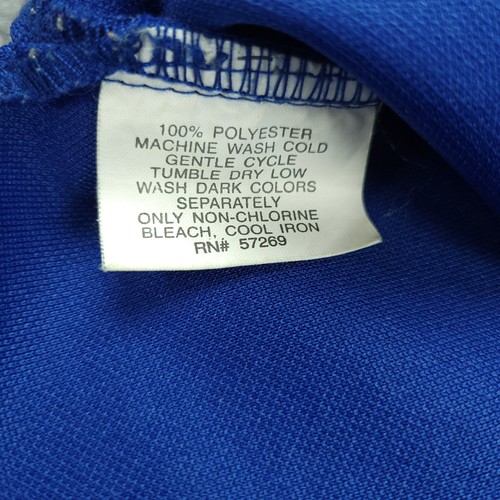 100% POLYESTER
MACHINE WASH COLD
GENTLE CYCLE
TUMBLE DRY LOW
WASH DARK COLORS
SEPARATELY
ONLY NON-CHLORINE
BLEACH, COOL IRON
RN# 57269